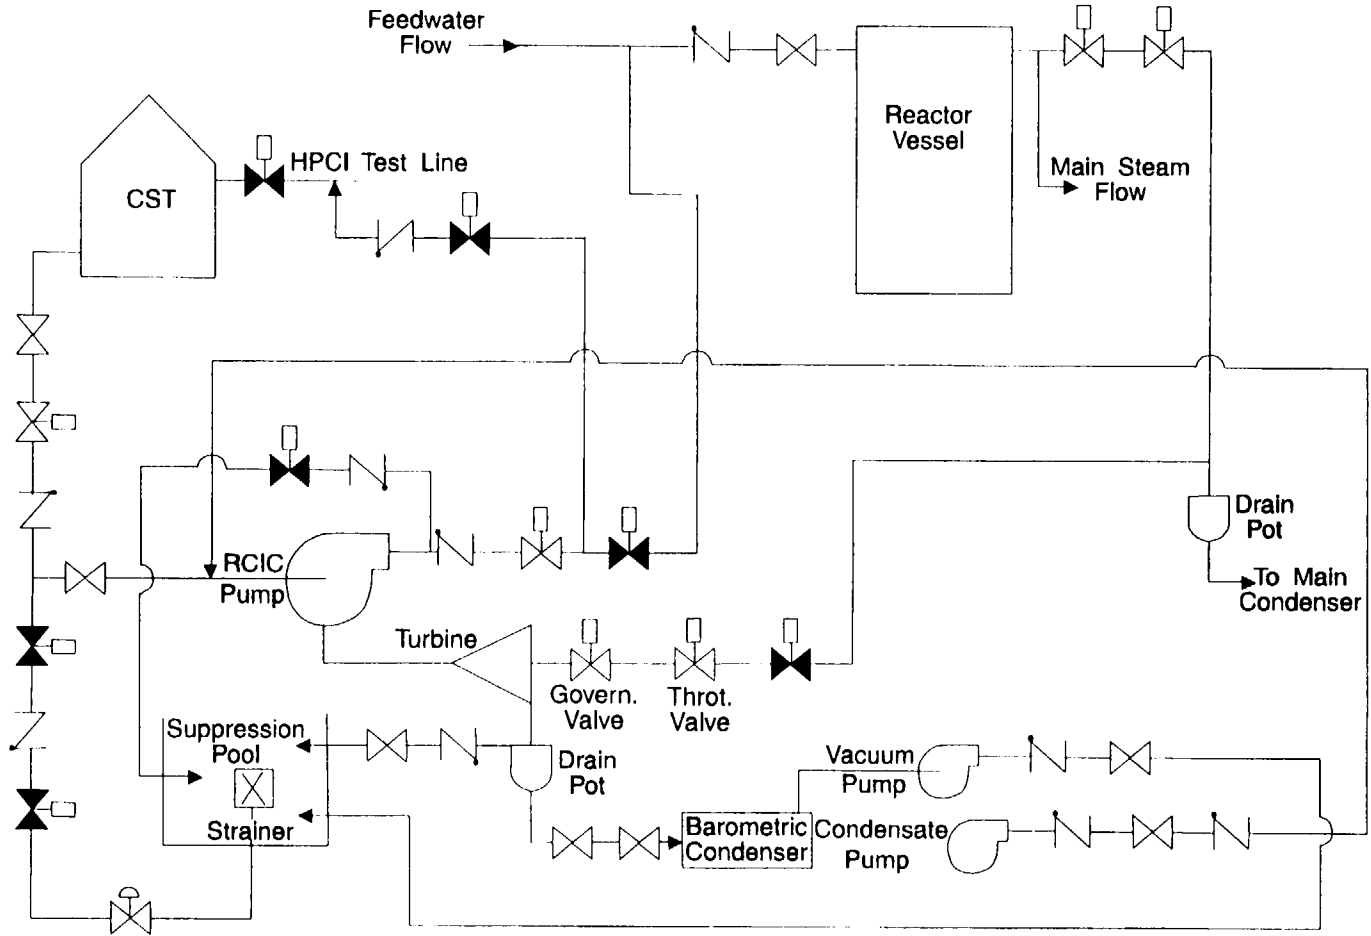 Feedwater
Flow
Reactor
Vessel
Main Steam
Flow
HPCI Test Line
CST
Drain
Pot
To Main
Condenser
RCIC
Pump
Turbine
Govern.
Valve
Throt.
Valve
Suppression
Pool
Strainer
Drain
Pot
Vacuum
Pump
Barometric
Condenser
Condensate
Pump